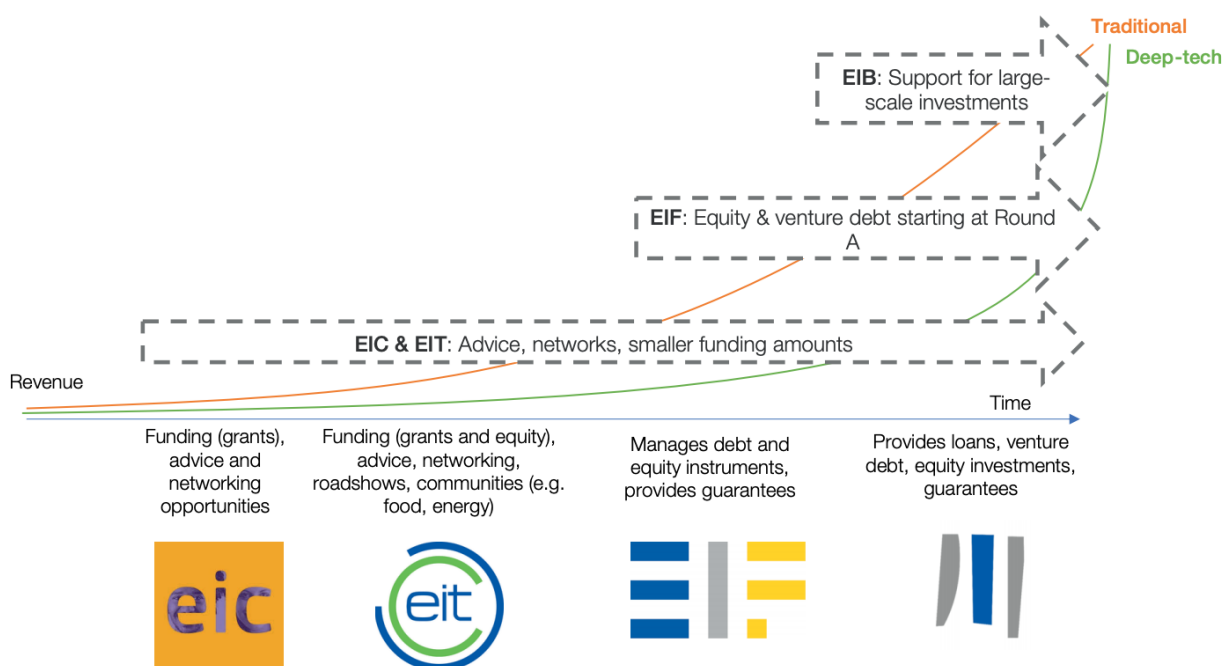 Traditional
Deep-tech
EIB: Support for large-
scale investments
EIF: Equity & venture debt starting at Round
A
EIC & EIT: Advice, networks, smaller funding amounts
Revenue
Time
Funding (grants),
advice and
networking
opportunities
Funding (grants and equity),
advice, networking,
roadshows, communities (e.g.
food, energy)
Manages debt and
equity instruments,
provides guarantees
Provides loans, venture
debt, equity investments,
guarantees
eic
eit
EIF